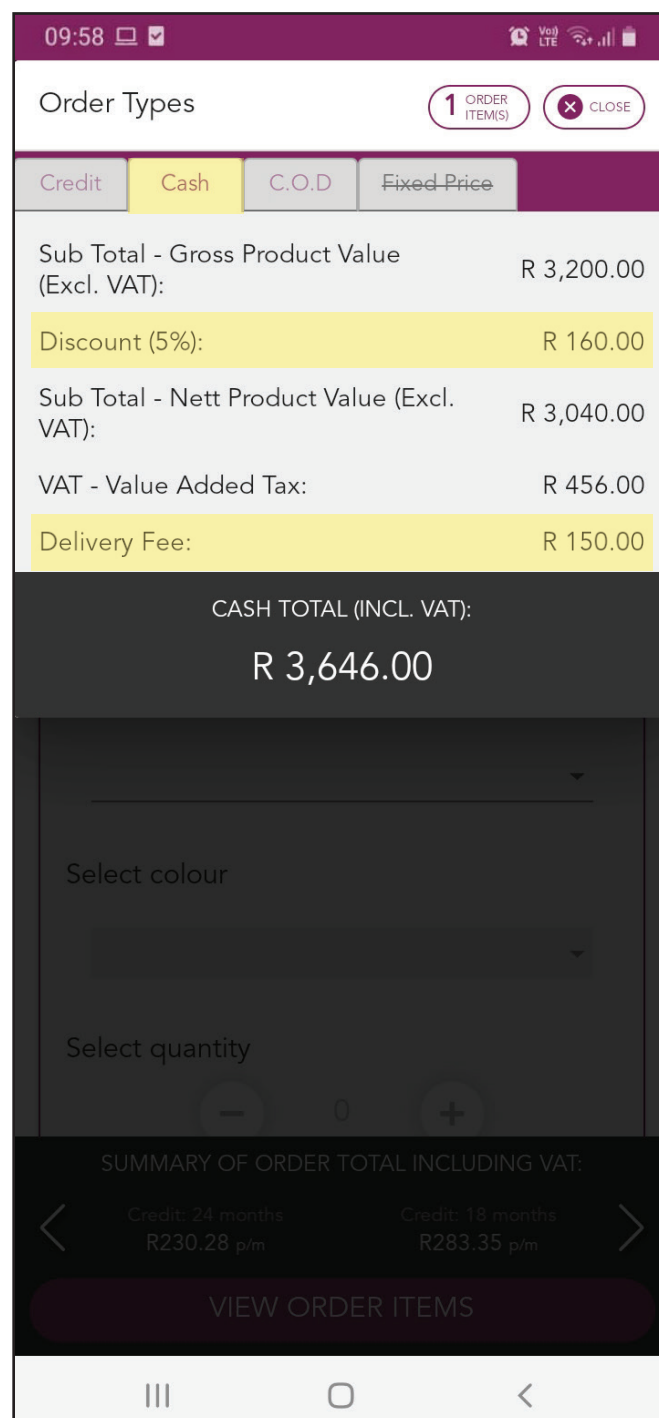 09:58
Vo)) LTE
Order Types
1 ORDER ITEM(S)
CLOSE
Credit
Cash
C.O.D
Fixed Price
Sub Total - Gross Product Value
(Excl. VAT):
R 3,200.00
Discount (5%):
R 160.00
Sub Total - Nett Product Value (Excl.
VAT):
R 3,040.00
VAT - Value Added Tax:
R 456.00
Delivery Fee:
R 150.00
CASH TOTAL (INCL. VAT):
R 3,646.00
Select colour
Select quantity
0
SUMMARY OF ORDER TOTAL INCLUDING VAT:
Credit: 24 months
R230.28 p/m
Credit: 18 months
R283.35 p/m
VIEW ORDER ITEMS